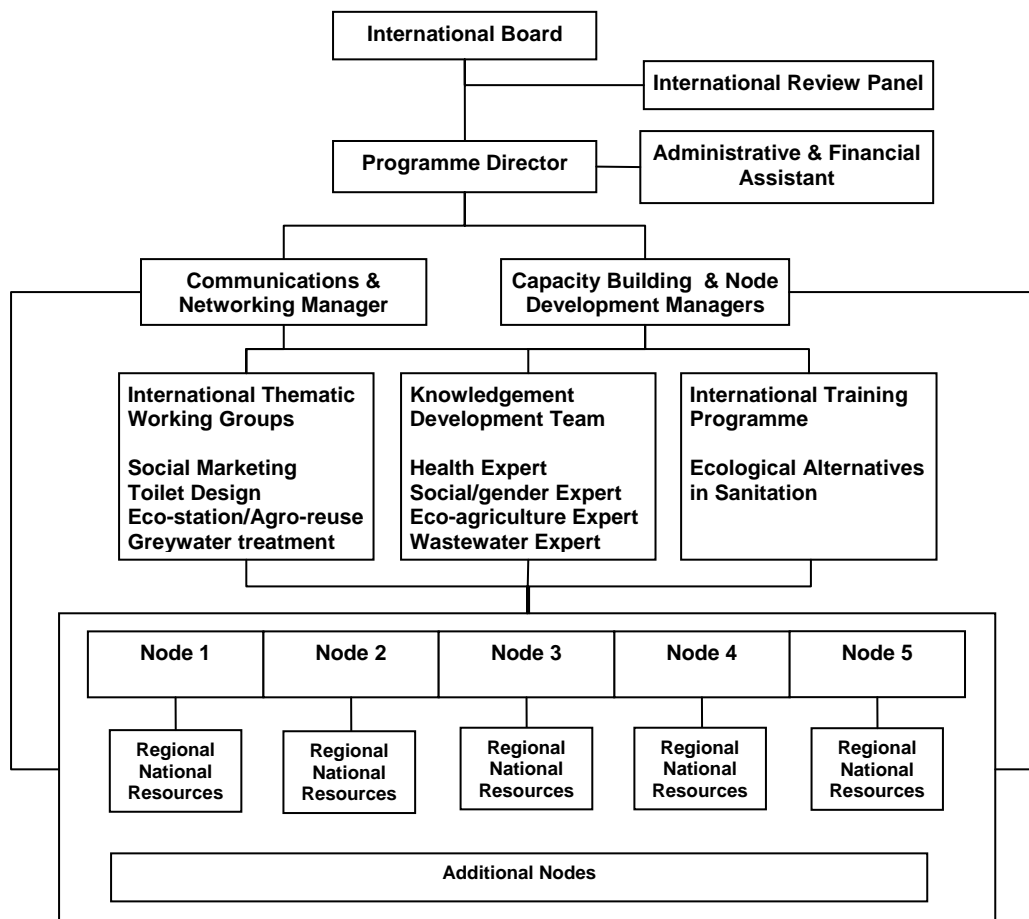 International Board
International Review Panel
Programme Director
Administrative & Financial
Assistant
Communications &
Networking Manager
Capacity Building & Node
Development Managers
International Thematic
Working Groups
Social Marketing
Toilet Design
Eco-station/Agro-reuse
Greywater treatment
Knowledgement
Development Team
Health Expert
Social/gender Expert
Eco-agriculture Expert
Wastewater Expert
International Training
Programme
Ecological Alternatives
in Sanitation
Node 1
Node 2
Node 3
Node 4
Node 5
Regional
National
Resources
Regional
National
Resources
Regional
National
Resources
Regional
National
Resources
Regional
National
Resources
Additional Nodes